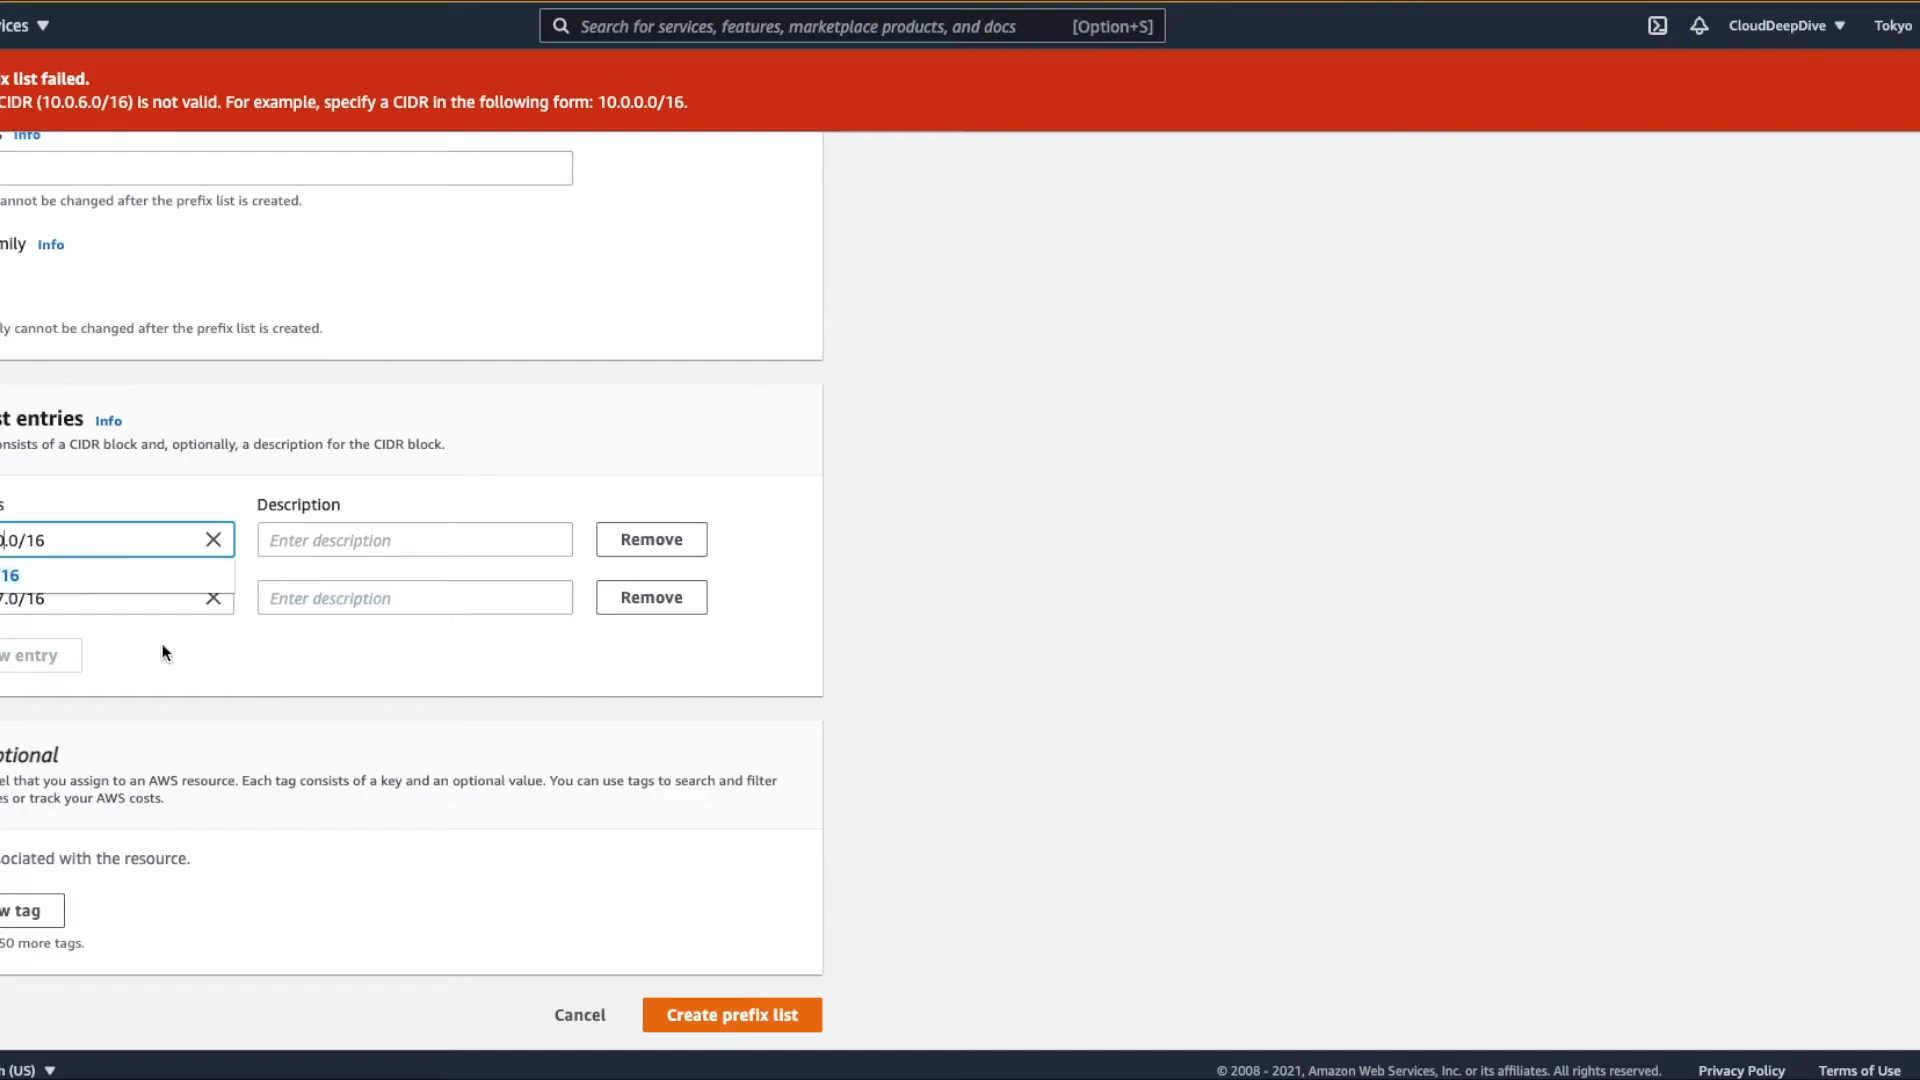 ices ▼
Search for services, features, marketplace products, and docs [Option+S]
CloudDeepDive ▼ Tokyo
x list failed.
CIDR (10.0.6.0/16) is not valid. For example, specify a CIDR in the following form: 10.0.0.0/16.
Info
annot be changed after the prefix list is created.
mily Info
ly cannot be changed after the prefix list is created.
st entries Info
onsists of a CIDR block and, optionally, a description for the CIDR block.
s Description
0.0/16 Enter description Remove
/16
7.0/16 Enter description Remove
w entry
ptional
el that you assign to an AWS resource. Each tag consists of a key and an optional value. You can use tags to search and filter
es or track your AWS costs.
sociated with the resource.
w tag
50 more tags.
Cancel Create prefix list
h (US) ▼ © 2008 - 2021, Amazon Web Services, Inc. or its affiliates. All rights reserved. Privacy Policy Terms of Use